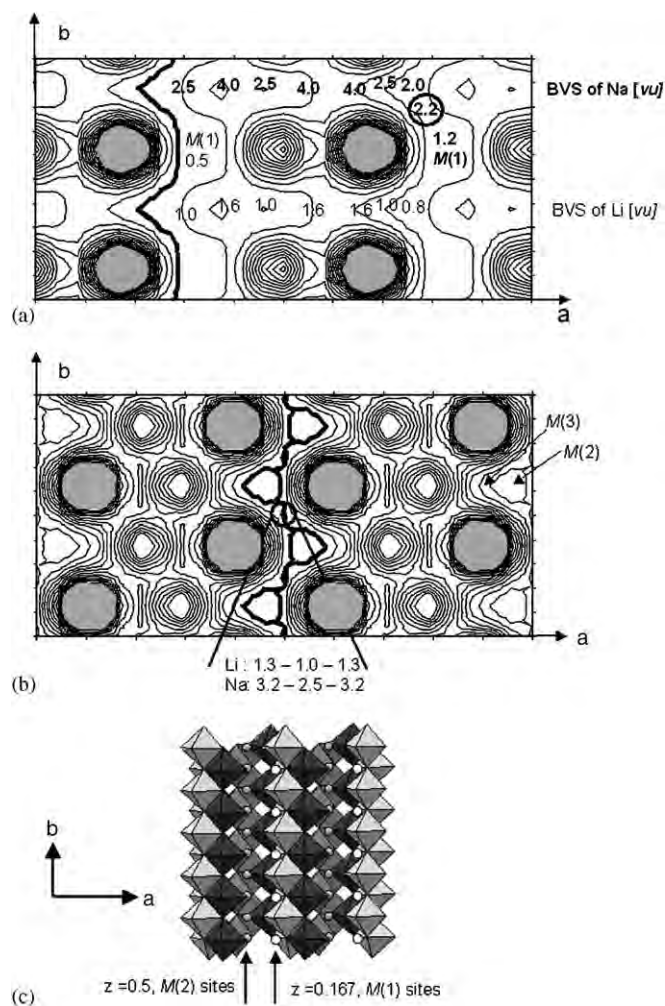 b
2.5 4.0 2.5 4.0 4.0 2.5 2.0 BVS of Na [vu]
2.2
M(1) 1.2
0.5 M(1)
1.0 1.6 1.0 1.6 1.6 1.0 0.8 BVS of Li [vu]
(a) a
b
M(3)
M(2)
a
Li : 1.3 – 1.0 – 1.3
(b) Na: 3.2 – 2.5 – 3.2
b
a
(c) z =0.5, M(2) sites z =0.167, M(1) sites